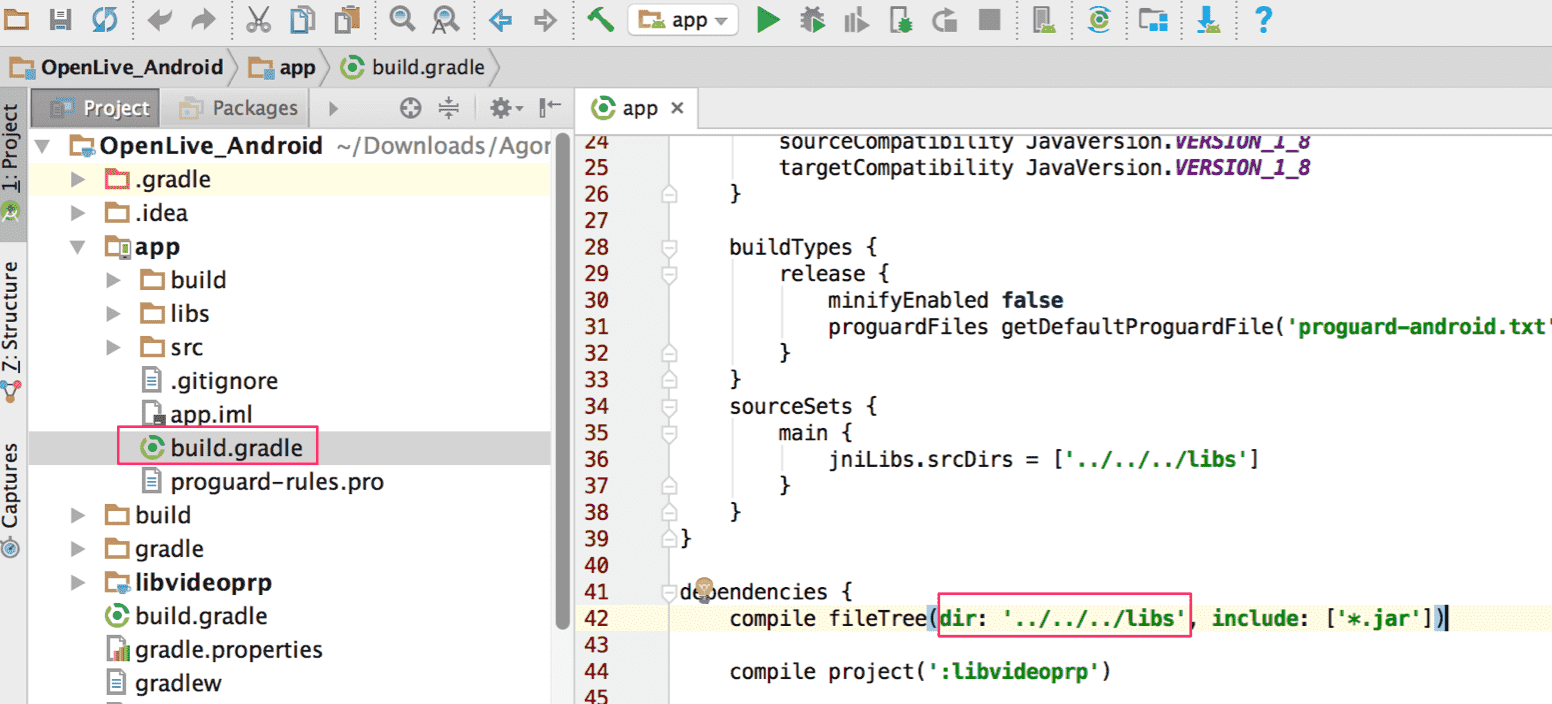 app
OpenLive_Android
app
build.gradle
Project
Packages
app
1: Project
Z: Structure
Captures
OpenLive_Android ~/Downloads/Agor
.gradle
.idea
app
build
libs
src
.gitignore
app.iml
build.gradle
proguard-rules.pro
build
gradle
libvideoprp
build.gradle
gradle.properties
gradlew
24 sourceCompatibility JavaVersion.VERSION_1_8
25 targetCompatibility JavaVersion.VERSION_1_8
26 }
27
28 buildTypes {
29 release {
30 minifyEnabled false
31 proguardFiles getDefaultProguardFile('proguard-android.txt'
32 }
33 }
34 sourceSets {
35 main {
36 jniLibs.srcDirs = ['../../../libs']
37 }
38 }
39 }
40
41 dependencies {
42 compile fileTree(dir: '../../../libs', include: ['*.jar'])
43
44 compile project(':libvideoprp')
45